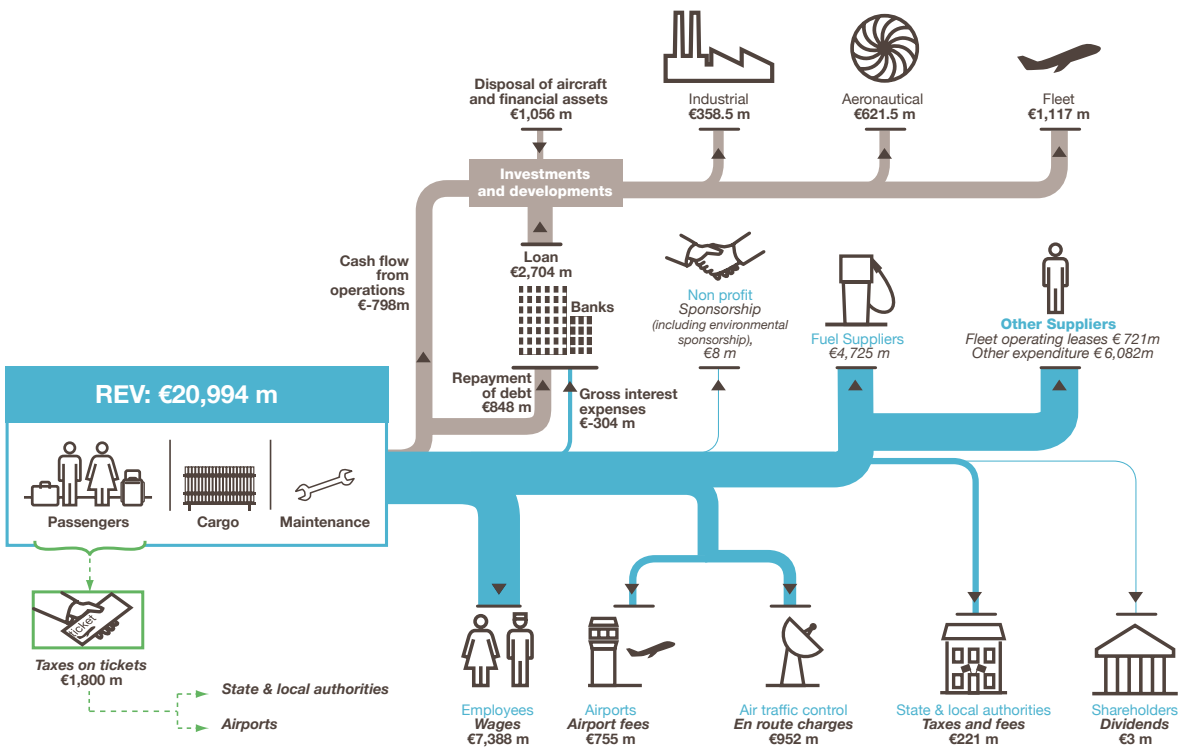 Disposal of aircraft
and financial assets
€1,056 m
Industrial
€358.5 m
Aeronautical
€621.5 m
Fleet
€1,117 m
Investments
and developments
Cash flow
from
operations
€-798m
Loan
€2,704 m
Banks
Non profit
Sponsorship
(including environmental
sponsorship),
€8 m
Fuel Suppliers
€4,725 m
Other Suppliers
Fleet operating leases € 721m
Other expenditure € 6,082m
Repayment
of debt
€848 m
Gross interest
expenses
€-304 m
REV: €20,994 m
Passengers
Cargo
Maintenance
ticket
Taxes on tickets
€1,800 m
State & local authorities
Airports
Employees
Wages
€7,388 m
Airports
Airport fees
€755 m
Air traffic control
En route charges
€952 m
State & local authorities
Taxes and fees
€221 m
Shareholders
Dividends
€3 m